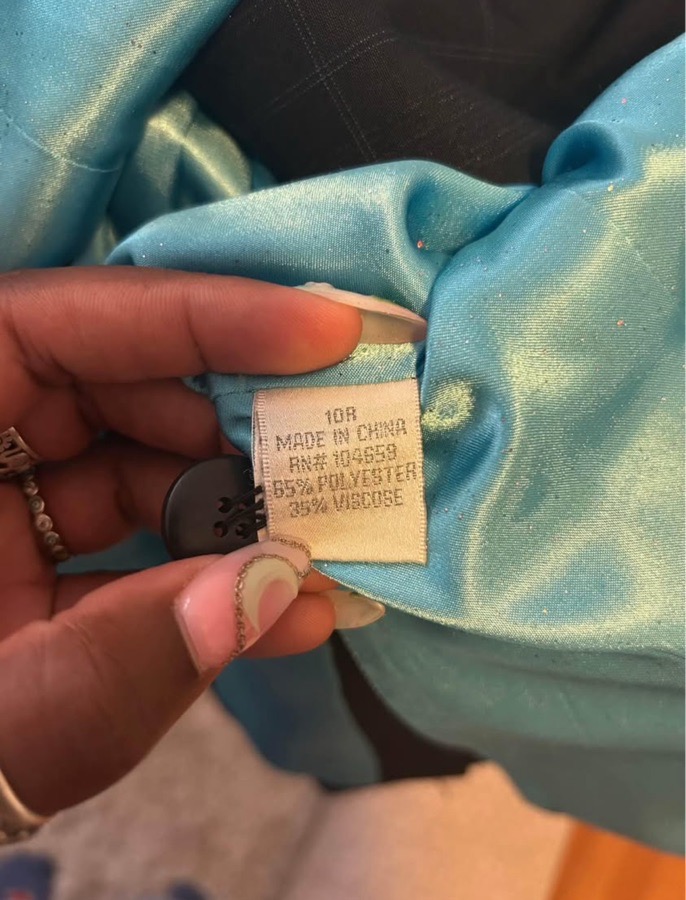 10R
MADE IN CHINA
RN# 104659
65% POLYESTER
35% VISCOSE